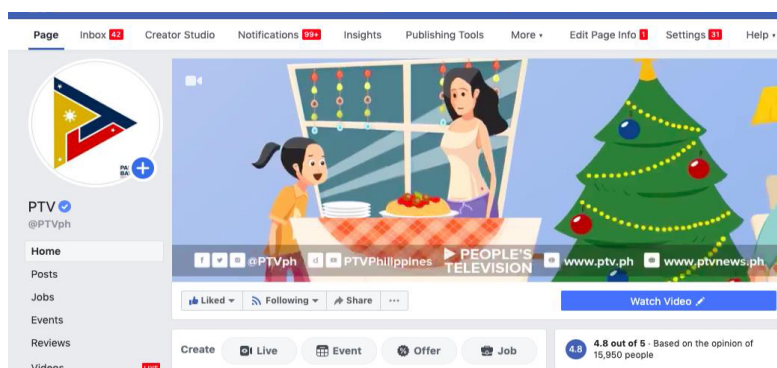 Page Inbox 42 Creator Studio Notifications 99+ Insights Publishing Tools More Edit Page Info 1 Settings 31 Help
PTV
@PTVph
Home
Posts
Jobs
Events
Reviews
Videos LIVE
@PTVph PTVPhilippines PEOPLE'S TELEVISION www.ptv.ph www.ptvnews.ph
Liked Following Share ... Watch Video
Create Live Event Offer Job
4.8 4.8 out of 5 · Based on the opinion of
15,950 people